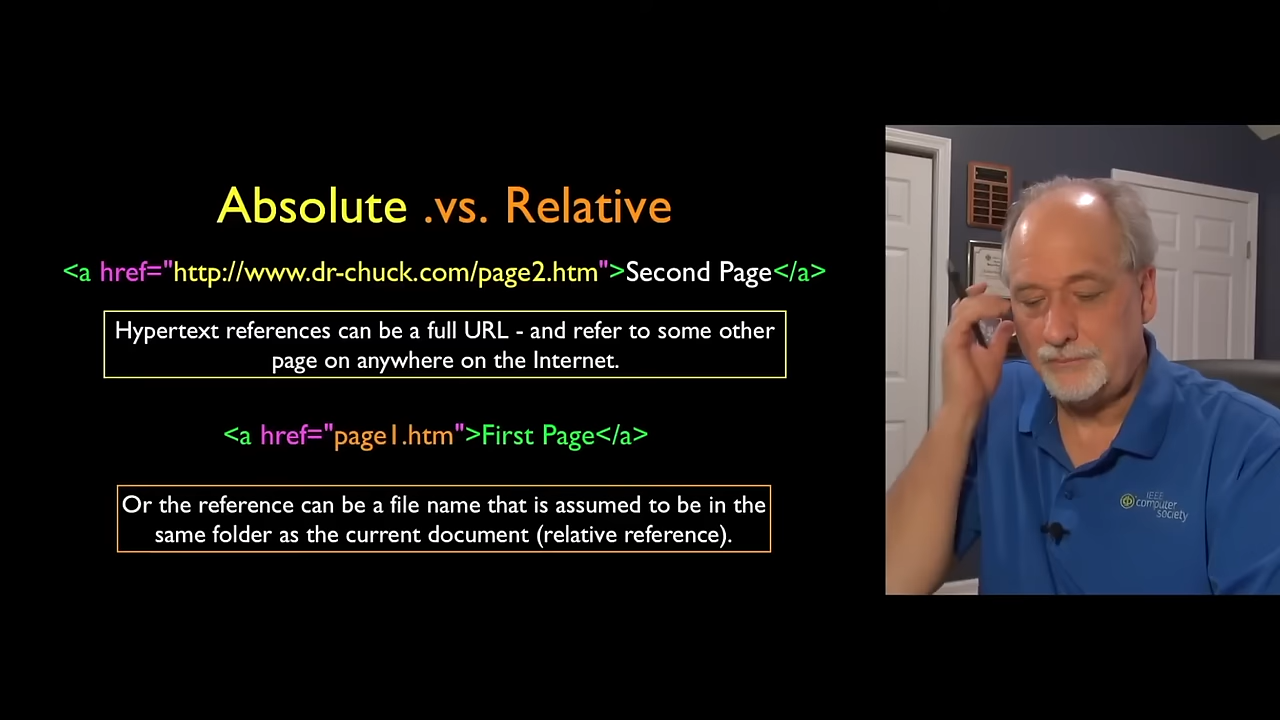 Absolute .vs. Relative
<a href="http://www.dr-chuck.com/page2.htm">Second Page</a>
Hypertext references can be a full URL - and refer to some other
page on anywhere on the Internet.
<a href="page1.htm">First Page</a>
Or the reference can be a file name that is assumed to be in the
same folder as the current document (relative reference).
IEEE
computer
society